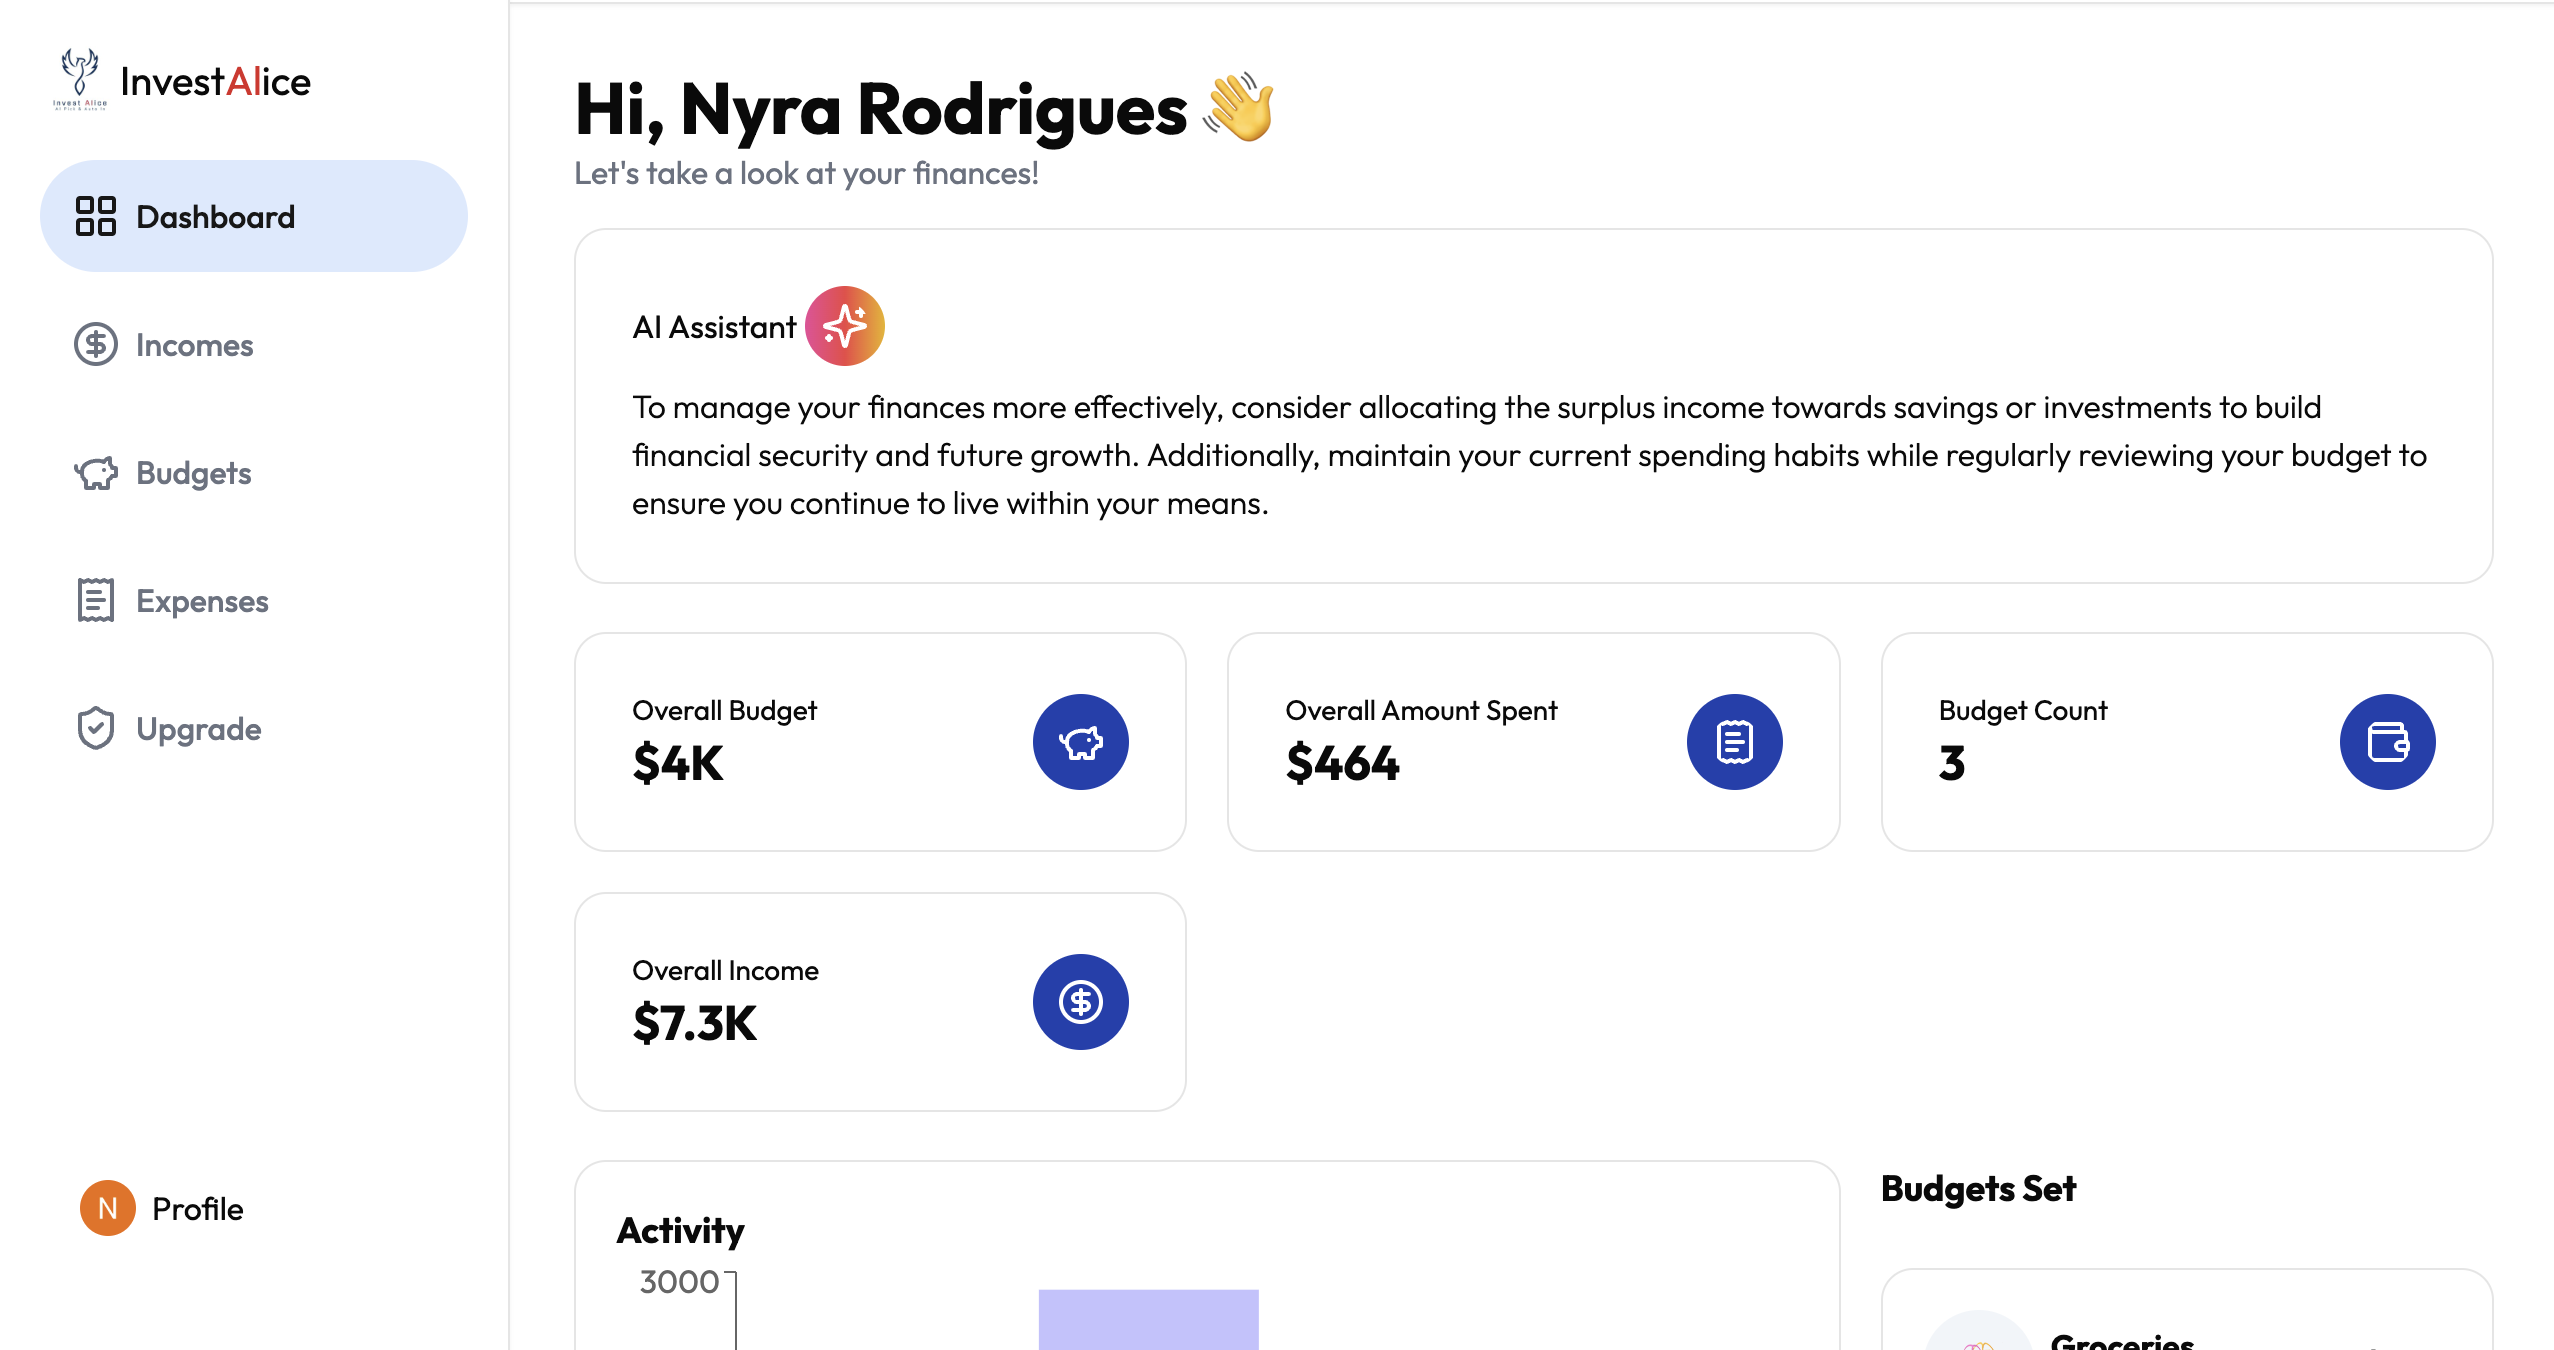 Invest Alice
InvestAlice
Dashboard
Incomes
Budgets
Expenses
Upgrade
N Profile
Hi, Nyra Rodrigues 👋
Let's take a look at your finances!
AI Assistant
To manage your finances more effectively, consider allocating the surplus income towards savings or investments to build
financial security and future growth. Additionally, maintain your current spending habits while regularly reviewing your budget to
ensure you continue to live within your means.
Overall Budget
$4K
Overall Amount Spent
$464
Budget Count
3
Overall Income
$7.3K
Activity
3000
Budgets Set
Groceries